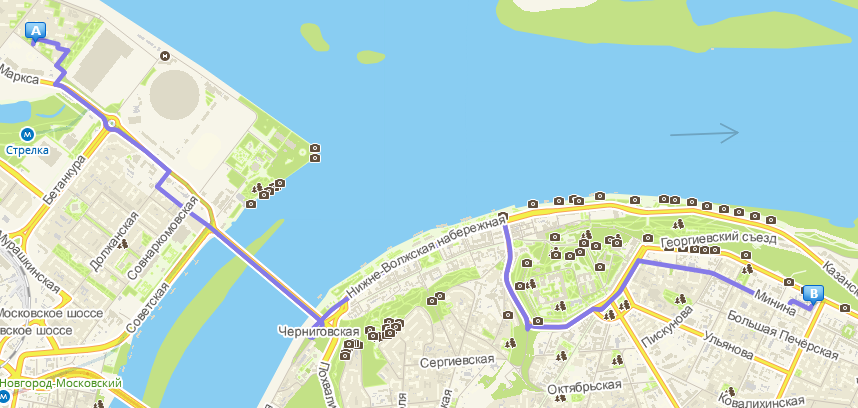 A
Маркса
М
Стрелка
Бетанкура
Мурашкинская
Должанская
Совнаркомовская
Московское шоссе
вское шоссе
Советская
Новгород-Московский
М
Нижне-Волжская набережная
Черниговская
Похвали
Сергиевская
Октябрьская
Георгиевский съезд
Казанс
B
Минина
Пискунова
Большая Печёрская
Ульянова
Ковалихинская